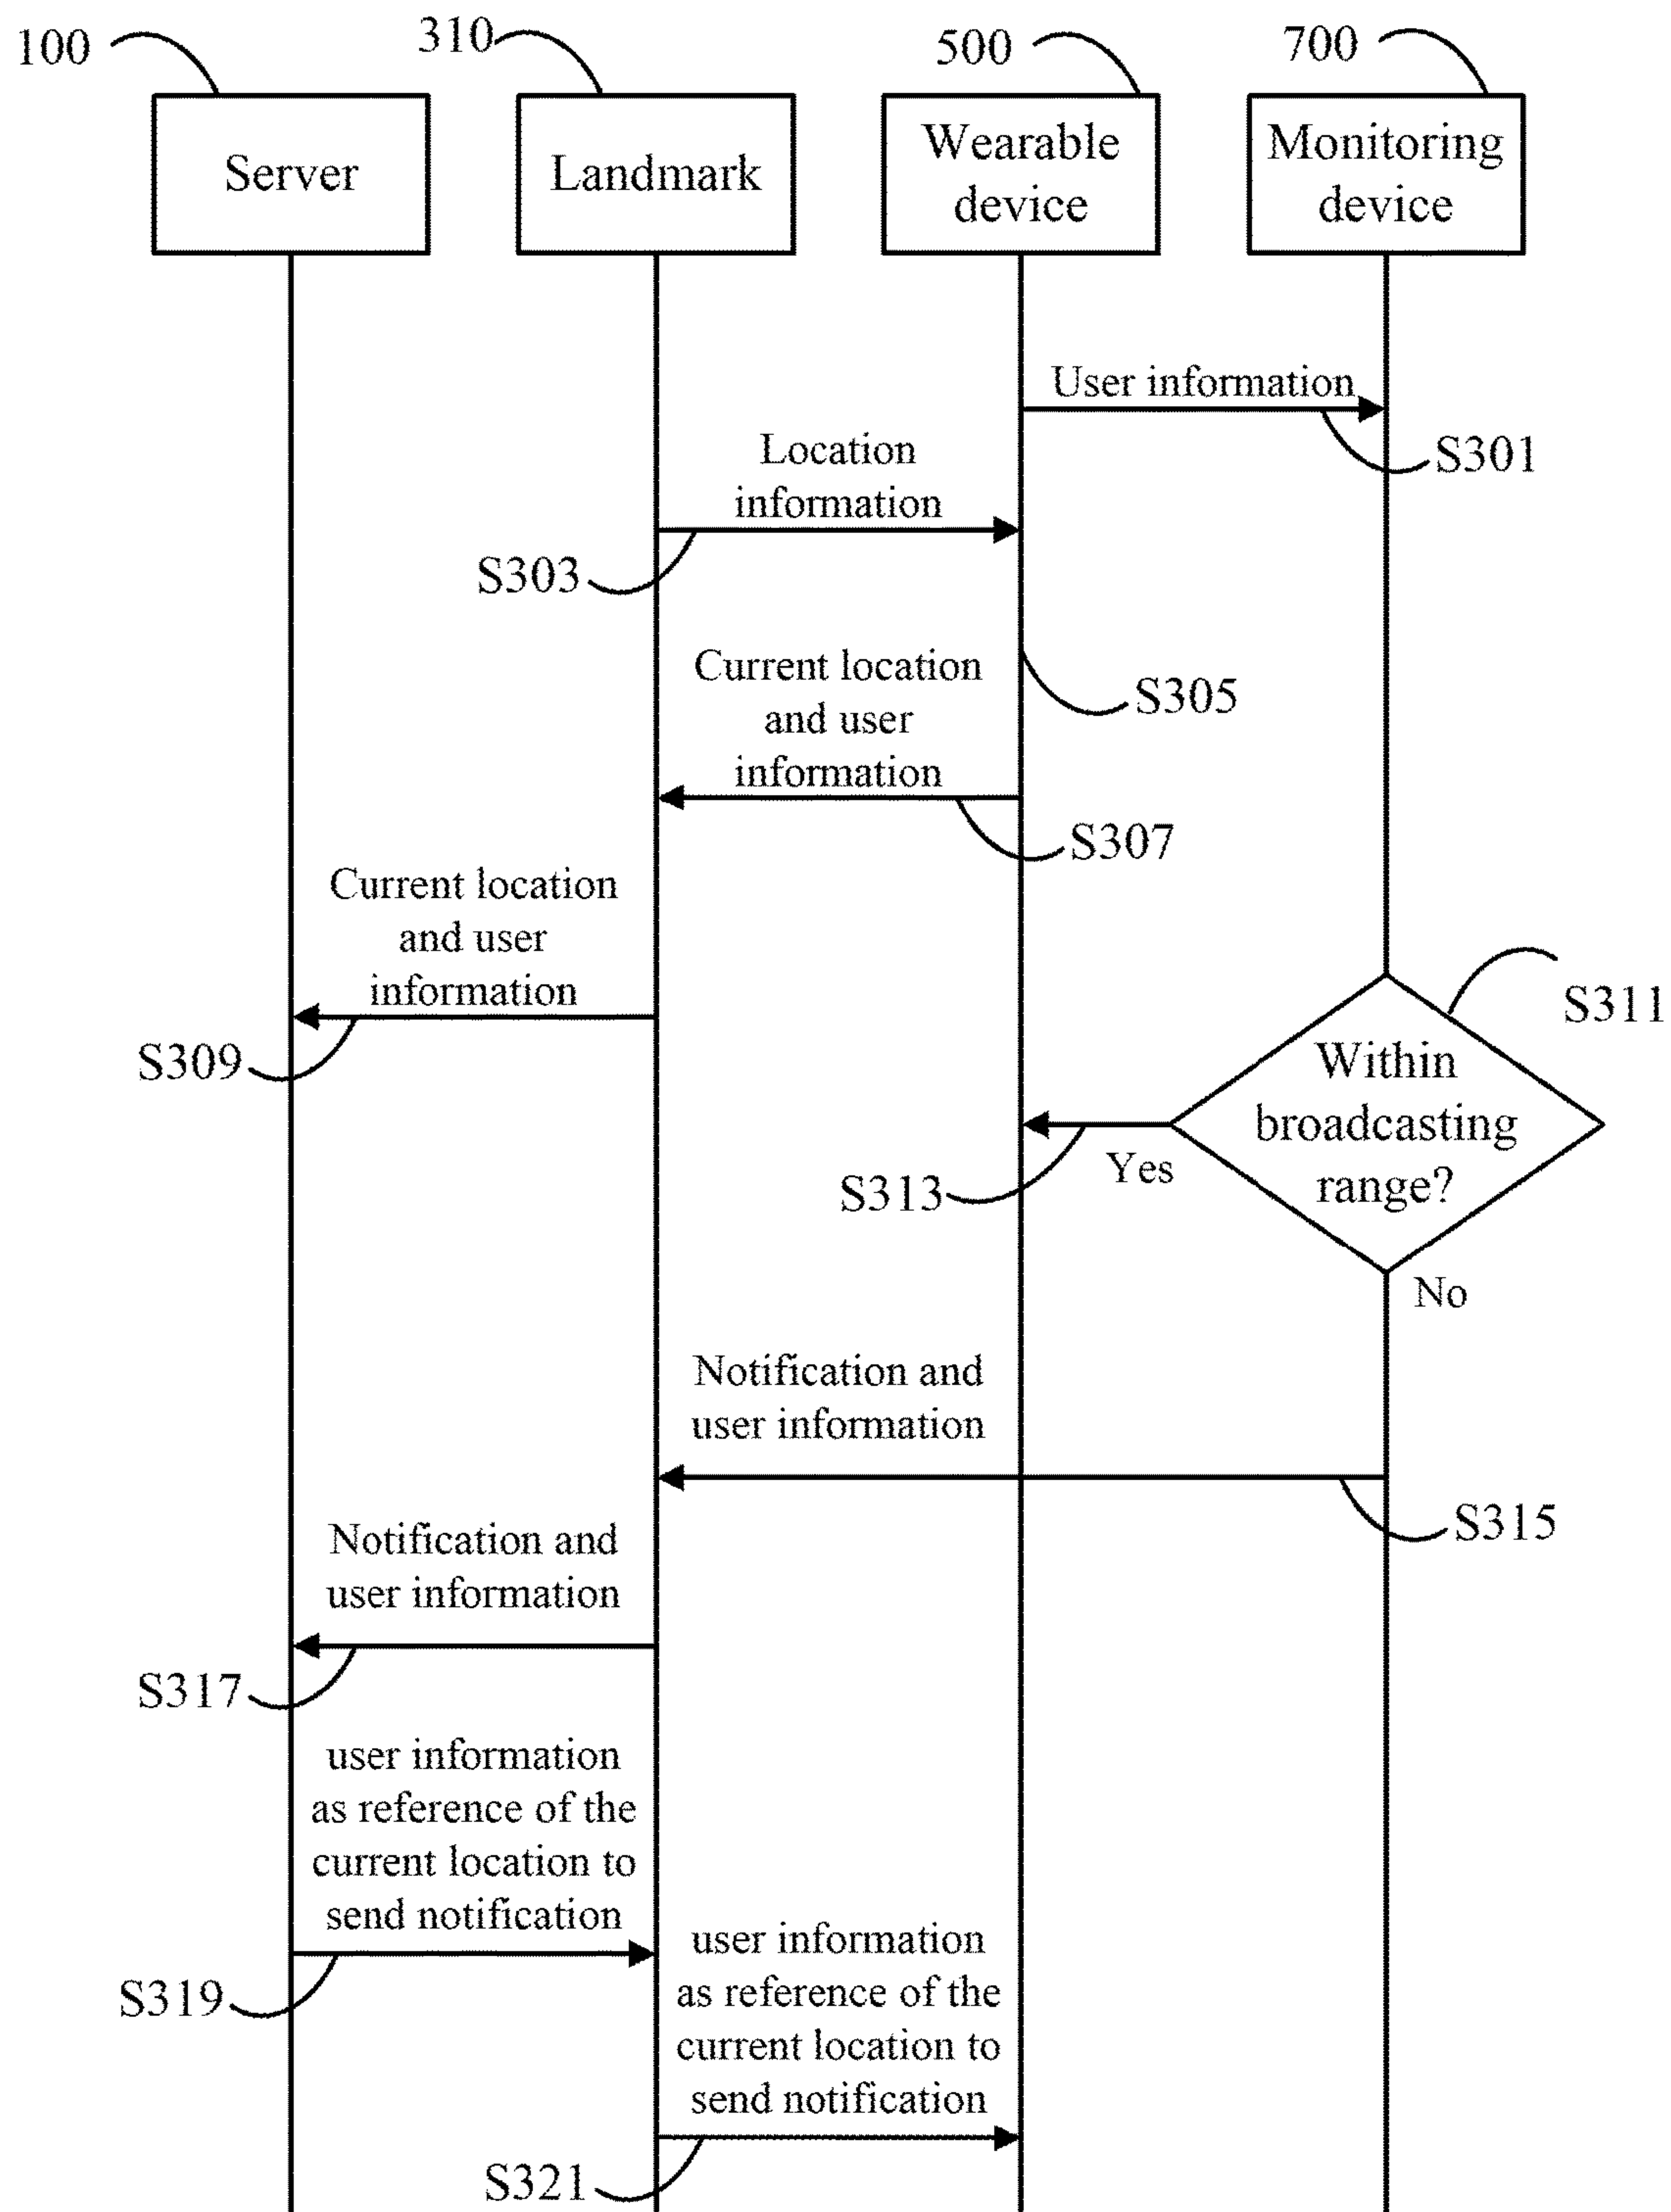 100
310
500
700
Server
Landmark
Wearable
device
Monitoring
device
User information
S301
Location
information
S303
S305
Current location
and user
information
S307
Current location
and user
information
S309
S311
Within
broadcasting
range?
Yes
S313
No
Notification and
user information
S315
Notification and
user information
S317
user information
as reference of the
current location to
send notification
S319
user information
as reference of the
current location to
send notification
S321